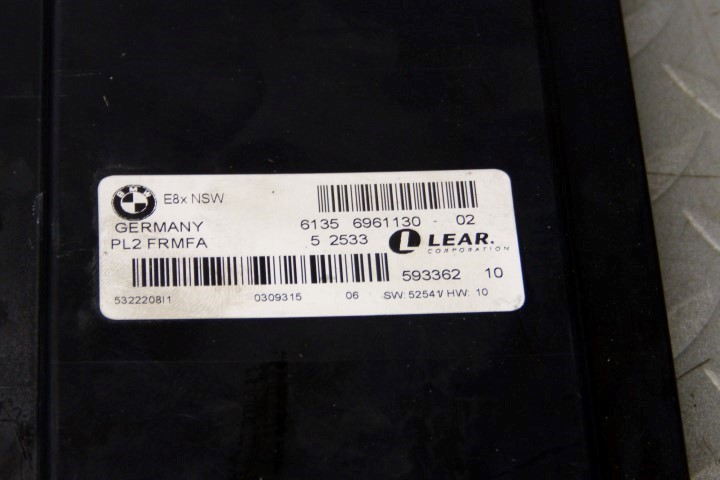 BMW
E8x NSW
GERMANY 6135 6961130 - 02
PL2 FRMFA 5 2533 LEAR.
CORPORATION
593362 10
5322208I1 0309315 06 SW: 52541/ HW: 10